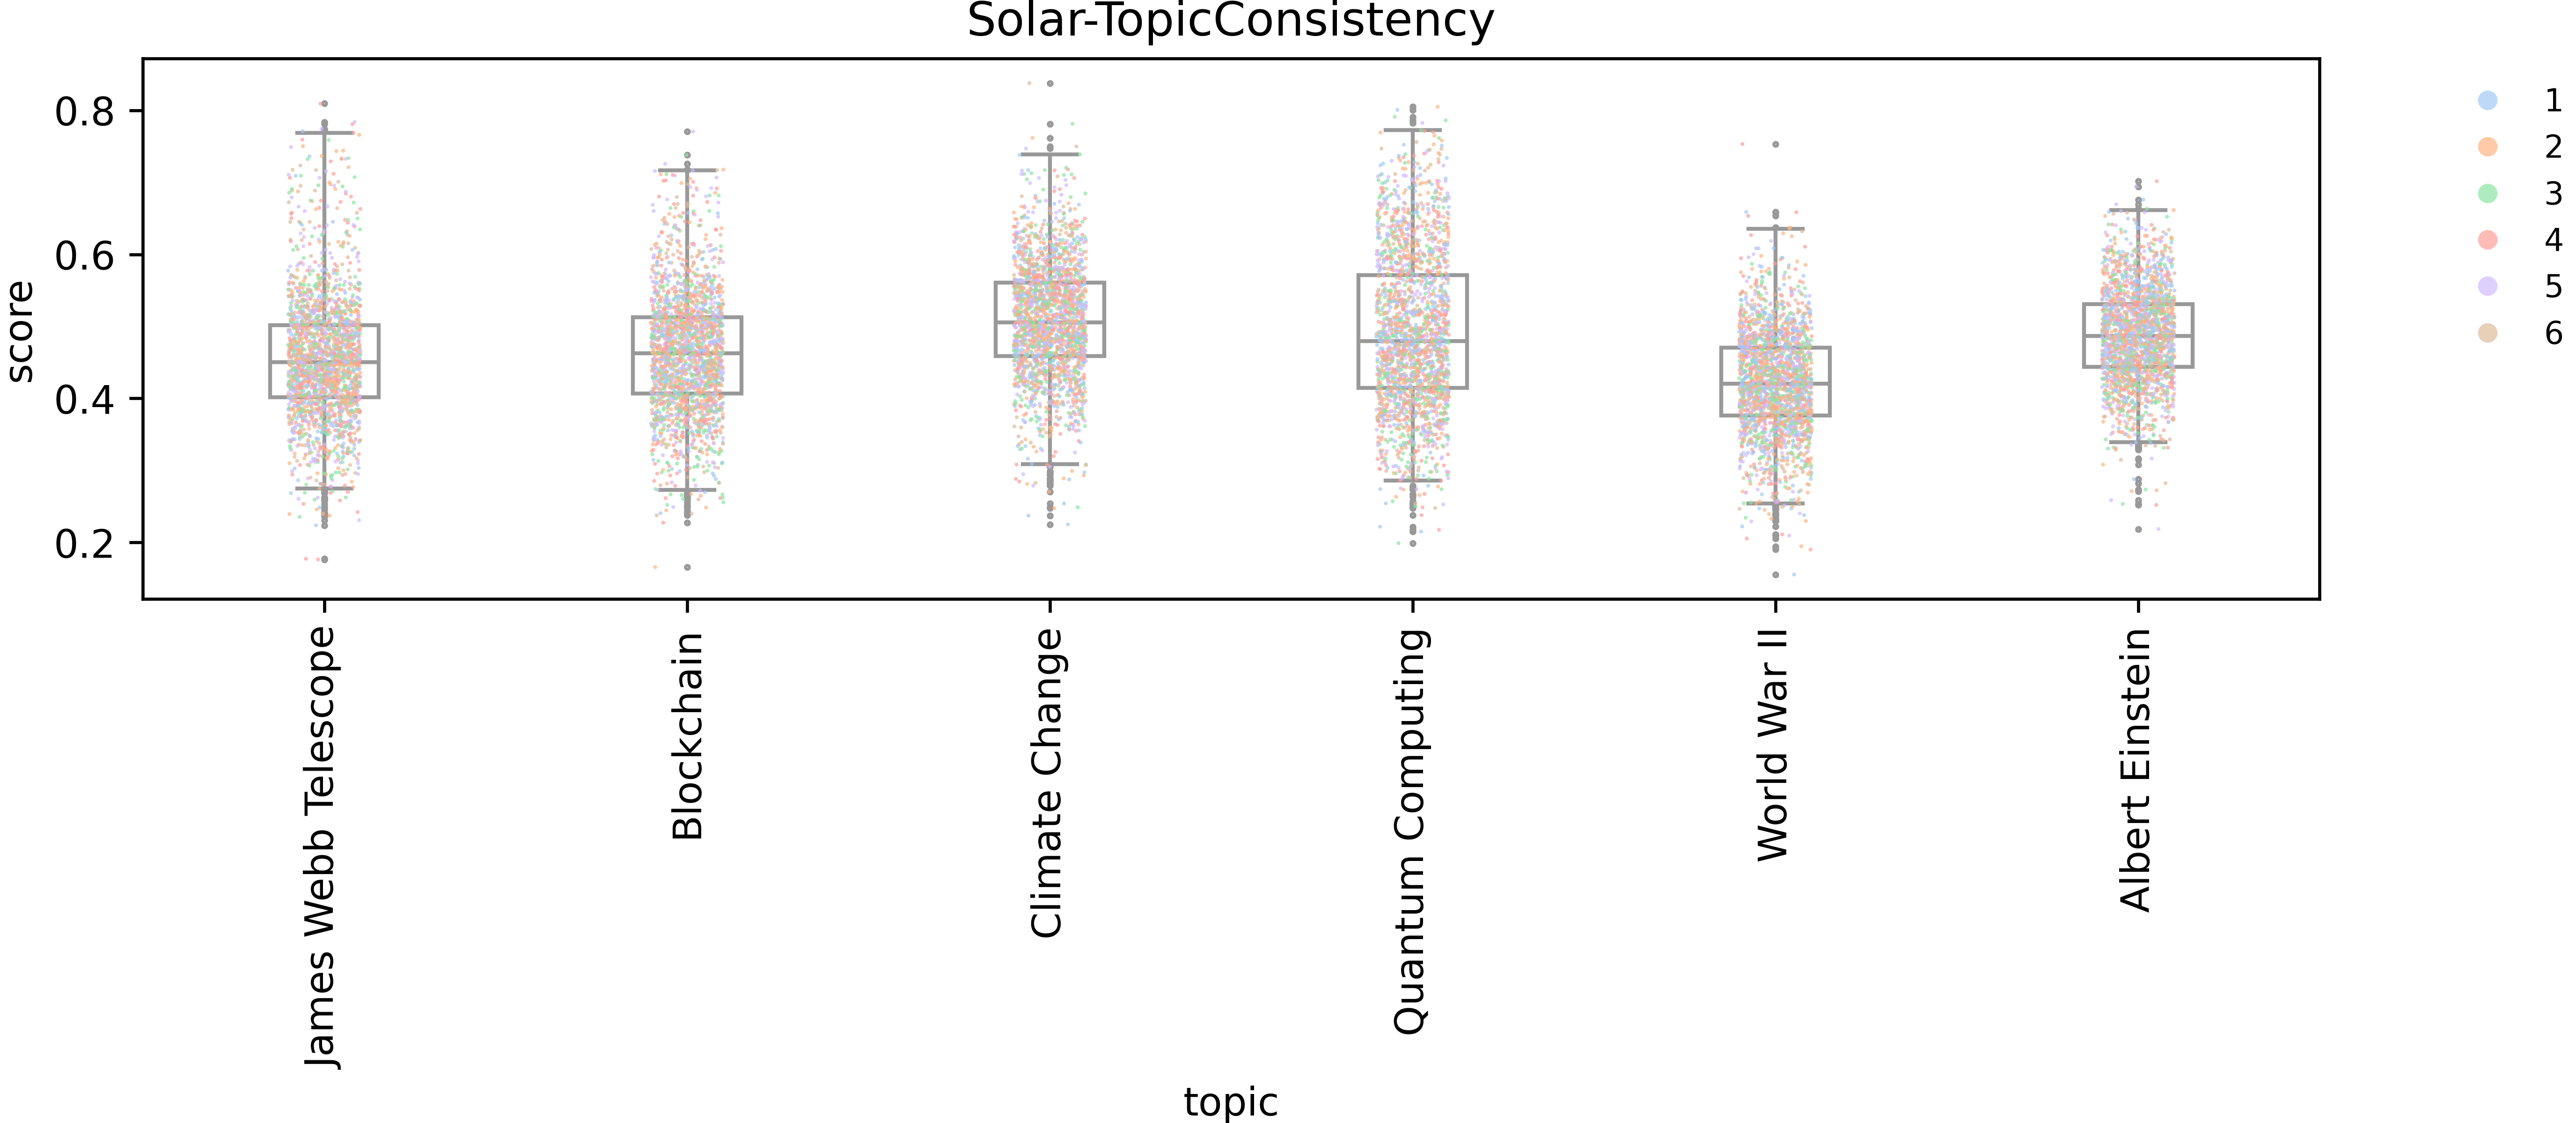 Solar-TopicConsistency
score
0.8
0.6
0.4
0.2
James Webb Telescope
Blockchain
Climate Change
Quantum Computing
World War II
Albert Einstein
topic
1
2
3
4
5
6